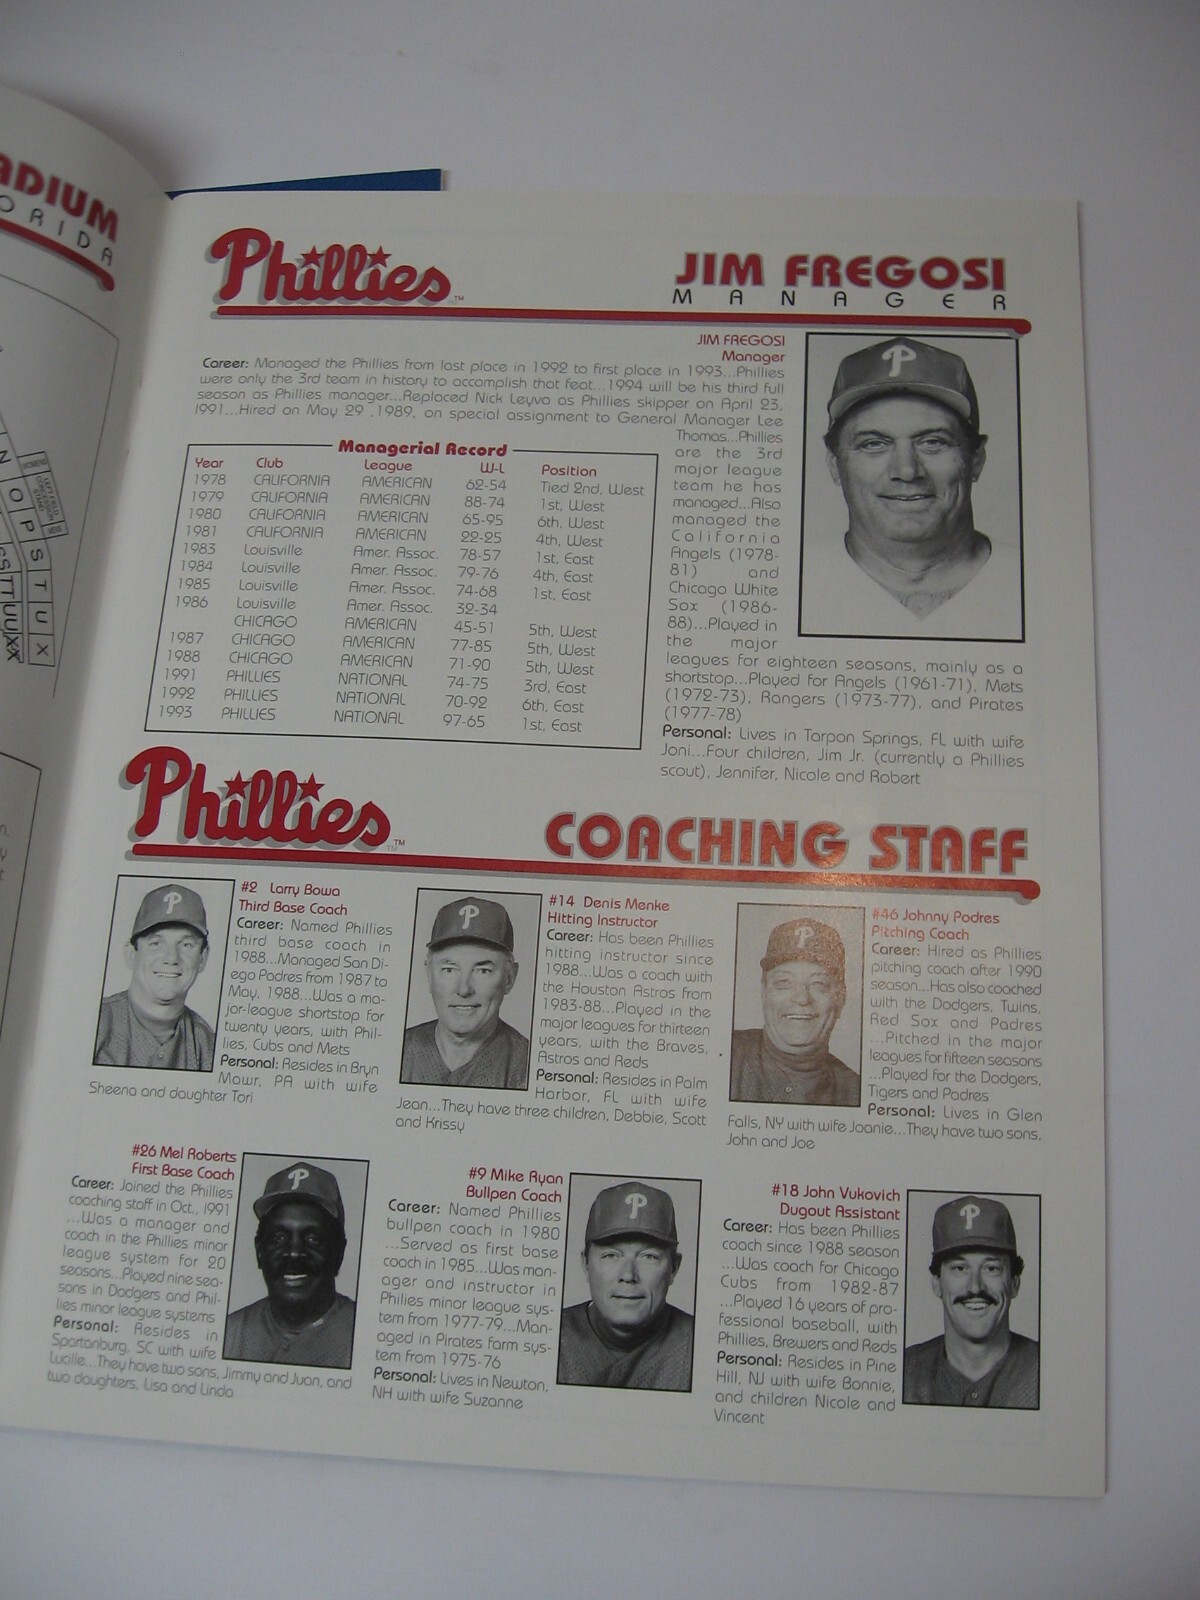 ADIUM
ORIDA
Phillies™
JIM FREGOSI
MANAGER
JIM FREGOSI
Manager
Career: Managed the Phillies from last place in 1992 to first place in 1993...Phillies
were only the 3rd team in history to accomplish that feat...1994 will be his third full
season as Phillies manager...Replaced Nick Leyva as Phillies skipper on April 23,
1991...Hired on May 29 ,1989, on special assignment to General Manager Lee
Thomas...Phillies
are the 3rd
major league
team he has
managed...Also
managed the
California
Angels (1978-
81) and
Chicago White
Sox (1986-
88)...Played in
the major
leagues for eighteen seasons, mainly as a
shortstop...Played for Angels (1961-71), Mets
(1972-73), Rangers (1973-77), and Pirates
(1977-78)
Personal: Lives in Tarpon Springs, FL with wife
Joni...Four children, Jim Jr. (currently a Phillies
scout), Jennifer, Nicole and Robert
Managerial Record
Year Club League W-L Position
1978 CALIFORNIA AMERICAN 62-54 Tied 2nd, West
1979 CALIFORNIA AMERICAN 88-74 1st, West
1980 CALIFORNIA AMERICAN 65-95 6th, West
1981 CALIFORNIA AMERICAN 22-25 4th, West
1983 Louisville Amer. Assoc. 78-57 1st, East
1984 Louisville Amer. Assoc. 79-76 4th, East
1985 Louisville Amer. Assoc. 74-68 1st, East
1986 Louisville Amer. Assoc. 32-34
CHICAGO AMERICAN 45-51 5th, West
1987 CHICAGO AMERICAN 77-85 5th, West
1988 CHICAGO AMERICAN 71-90 5th, West
1991 PHILLIES NATIONAL 74-75 3rd, East
1992 PHILLIES NATIONAL 70-92 6th, East
1993 PHILLIES NATIONAL 97-65 1st, East
Phillies™
COACHING STAFF
#2 Larry Bowa
Third Base Coach
Career: Named Phillies
third base coach in
1988...Managed San Di-
ego Padres from 1987 to
May, 1988...Was a ma-
jor-league shortstop for
twenty years, with Phil-
lies, Cubs and Mets
Personal: Resides in Bryn
Mawr, PA with wife
Sheena and daughter Tori
#14 Denis Menke
Hitting Instructor
Career: Has been Phillies
hitting instructor since
1988...Was a coach with
the Houston Astros from
1983-88...Played in the
major leagues for thirteen
years, with the Braves,
Astros and Reds
Personal: Resides in Palm
Harbor, FL with wife
Jean...They have three children, Debbie, Scott
and Krissy
#46 Johnny Podres
Pitching Coach
Career: Hired as Phillies
pitching coach after 1990
season...Has also coached
with the Dodgers, Twins,
Red Sox and Padres
...Pitched in the major
leagues for fifteen seasons
...Played for the Dodgers,
Tigers and Padres
Personal: Lives in Glen
Falls, NY with wife Joanie...They have two sons,
John and Joe
#26 Mel Roberts
First Base Coach
Career: Joined the Phillies
coaching staff in Oct., 1991
...Was a manager and
coach in the Phillies minor
league system for 20
seasons...Played nine sea-
sons in Dodgers and Phil-
lies minor league systems
Personal: Resides in
Spartanburg, SC with wife
Lucille...They have two sons, Jimmy and Juan, and
two daughters, Lisa and Linda
#9 Mike Ryan
Bullpen Coach
Career: Named Phillies
bullpen coach in 1980
...Served as first base
coach in 1985...Was man-
ager and instructor in
Phillies minor league sys-
tem from 1977-79...Man-
aged in Pirates farm sys-
tem from 1975-76
Personal: Lives in Newton,
NH with wife Suzanne
#18 John Vukovich
Dugout Assistant
Career: Has been Phillies
coach since 1988 season
...Was coach for Chicago
Cubs from 1982-87
...Played 16 years of pro-
fessional baseball, with
Phillies, Brewers and Reds
Personal: Resides in Pine
Hill, NJ with wife Bonnie,
and children Nicole and
Vincent